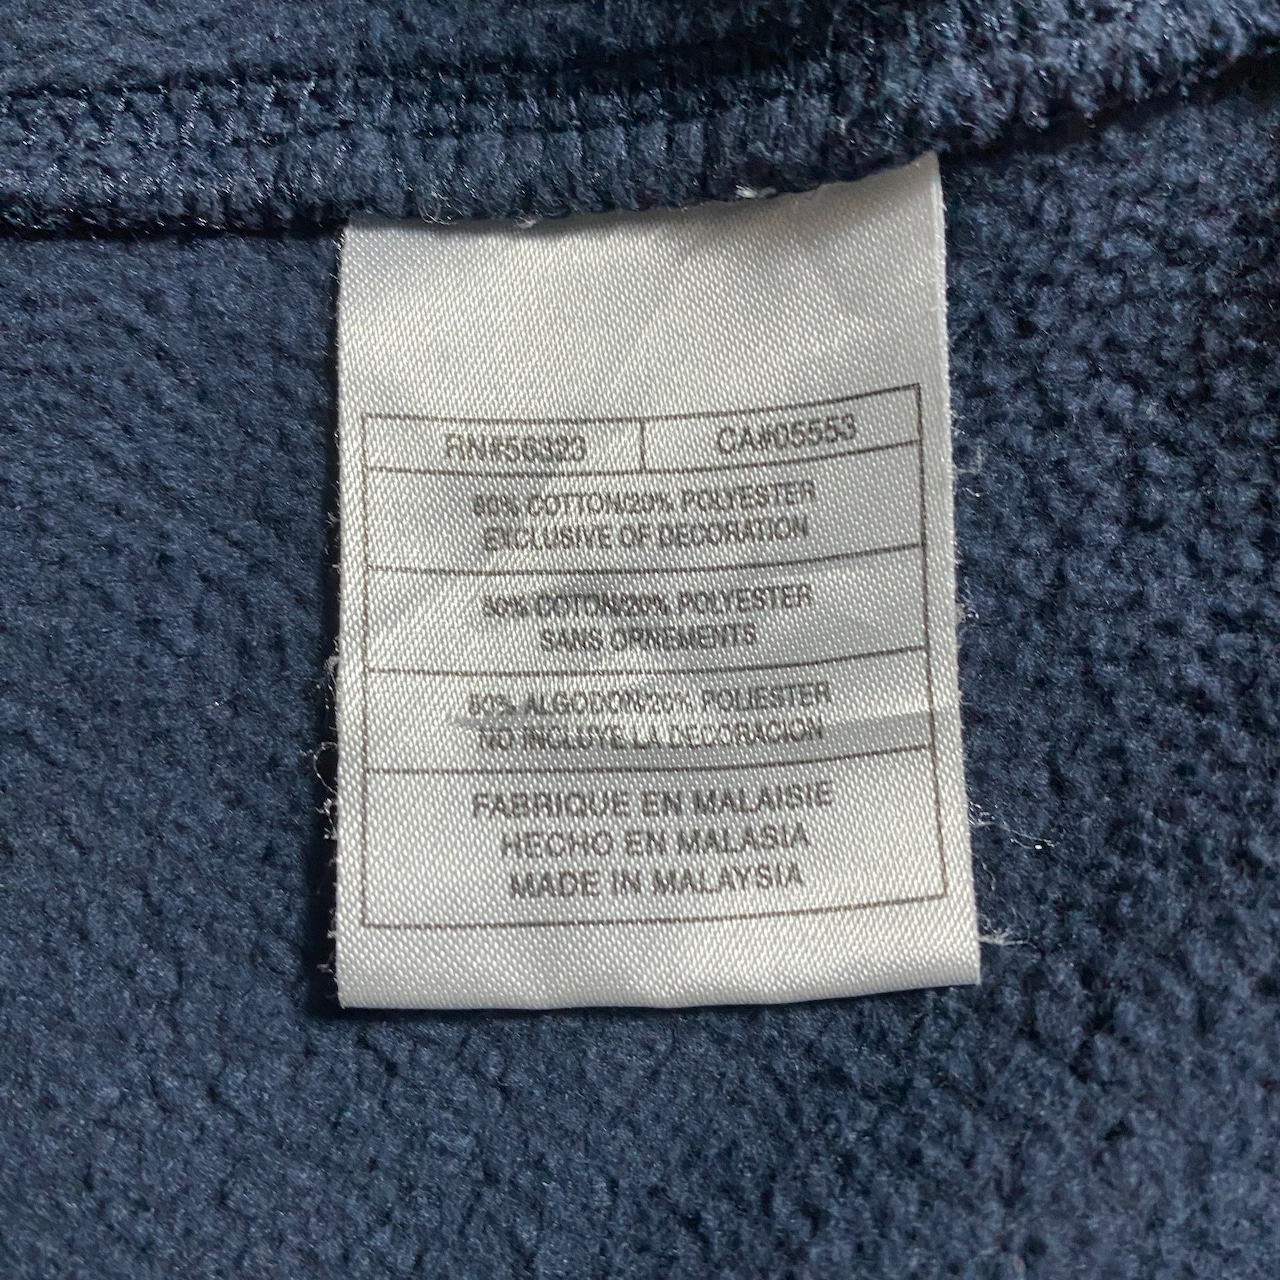 RN#56323 CA#05553
80% COTTON/20% POLYESTER
EXCLUSIVE OF DECORATION
80% COTON/20% POLYESTER
SANS ORNEMENTS
80% ALGODON/20% POLIESTER
NO INCLUYE LA DECORACION
FABRIQUE EN MALAISIE
HECHO EN MALASIA
MADE IN MALAYSIA